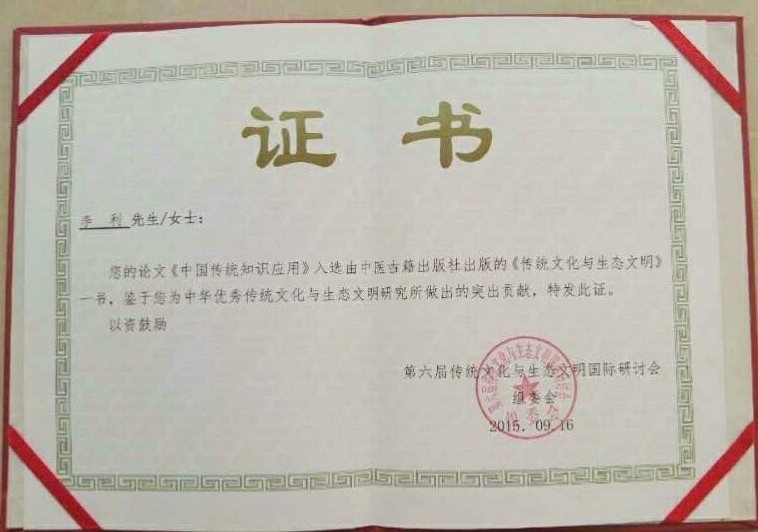 证书
李 利 先生/女士：
您的论文《中国传统知识应用》入选由中医古籍出版社出版的《传统文化与生态文明》
一书，鉴于您为中华优秀传统文化与生态文明研究所做出的突出贡献，特发此证。
以资鼓励
第六届传统文化与生态文明国际研讨会
组委会
2015.09.16
组委会